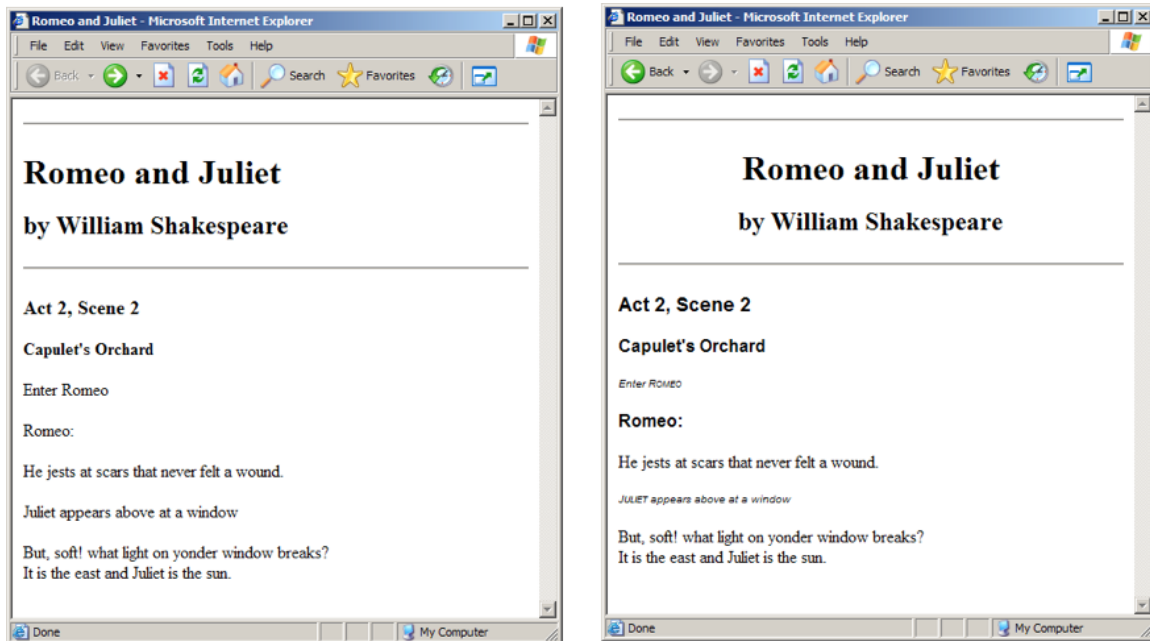 Romeo and Juliet - Microsoft Internet Explorer
File Edit View Favorites Tools Help
Back Search Favorites
Romeo and Juliet
by William Shakespeare
Act 2, Scene 2
Capulet's Orchard
Enter Romeo
Romeo:
He jests at scars that never felt a wound.
Juliet appears above at a window
But, soft! what light on yonder window breaks?
It is the east and Juliet is the sun.
Done My Computer
Romeo and Juliet - Microsoft Internet Explorer
File Edit View Favorites Tools Help
Back Search Favorites
Romeo and Juliet
by William Shakespeare
Act 2, Scene 2
Capulet's Orchard
Enter ROMEO
Romeo:
He jests at scars that never felt a wound.
JULIET appears above at a window
But, soft! what light on yonder window breaks?
It is the east and Juliet is the sun.
Done My Computer